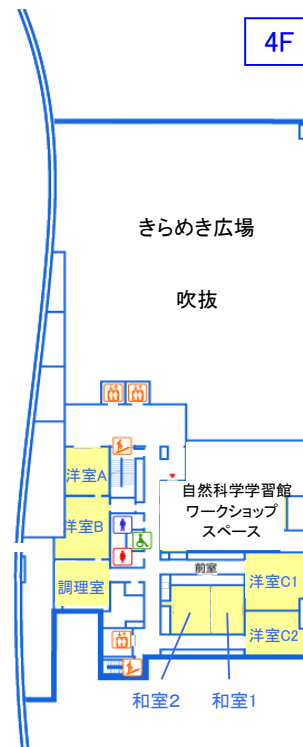 4F
きらめき広場
吹抜
洋室A
自然科学学習館
ワークショップ
スペース
洋室B
前室
調理室
洋室C1
洋室C2
和室2
和室1